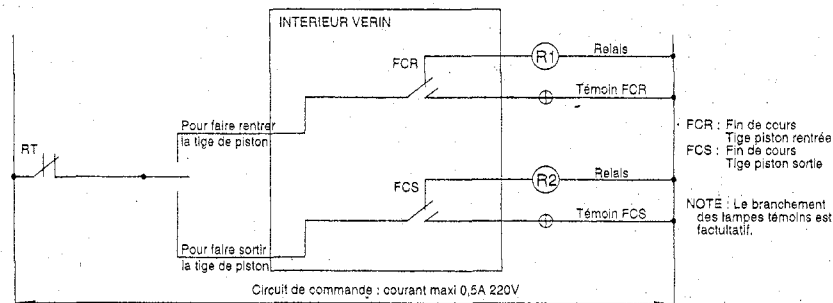 INTERIEUR VERIN
FCR
R1
Relais
Témoin FCR
Pour faire rentrer
la tige de piston
RT
FCR : Fin de cours
Tige piston rentrée
FCS : Fin de cours
Tige piston sortie
FCS
R2
Relais
Témoin FCS
NOTE : Le branchement
des lampes témoins est
factultatif.
Pour faire sortir
la tige de piston
Circuit de commande : courant maxi 0,5A 220V